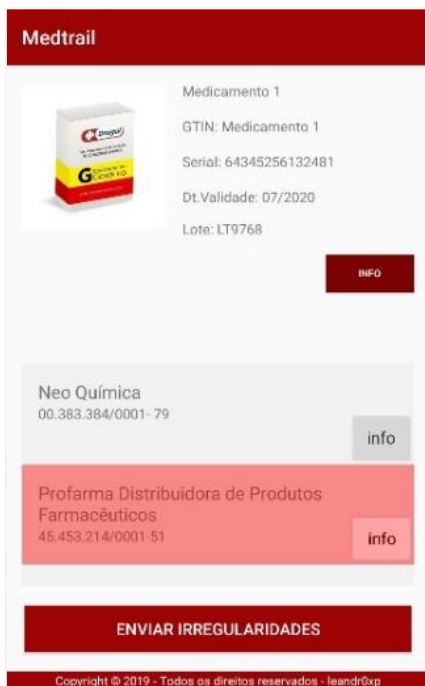 Medtrail
Medicamento 1
GTIN: Medicamento 1
Serial: 64345256132481
Dt.Validade: 07/2020
Lote: LT9768
INFO
Neo Química
00.383.384/0001- 79
info
Profarma Distribuidora de Produtos
Farmacêuticos
45.453.214/0001-51
info
ENVIAR IRREGULARIDADES
Copyright @ 2019 - Todos os direitos reservados - leandr0xp